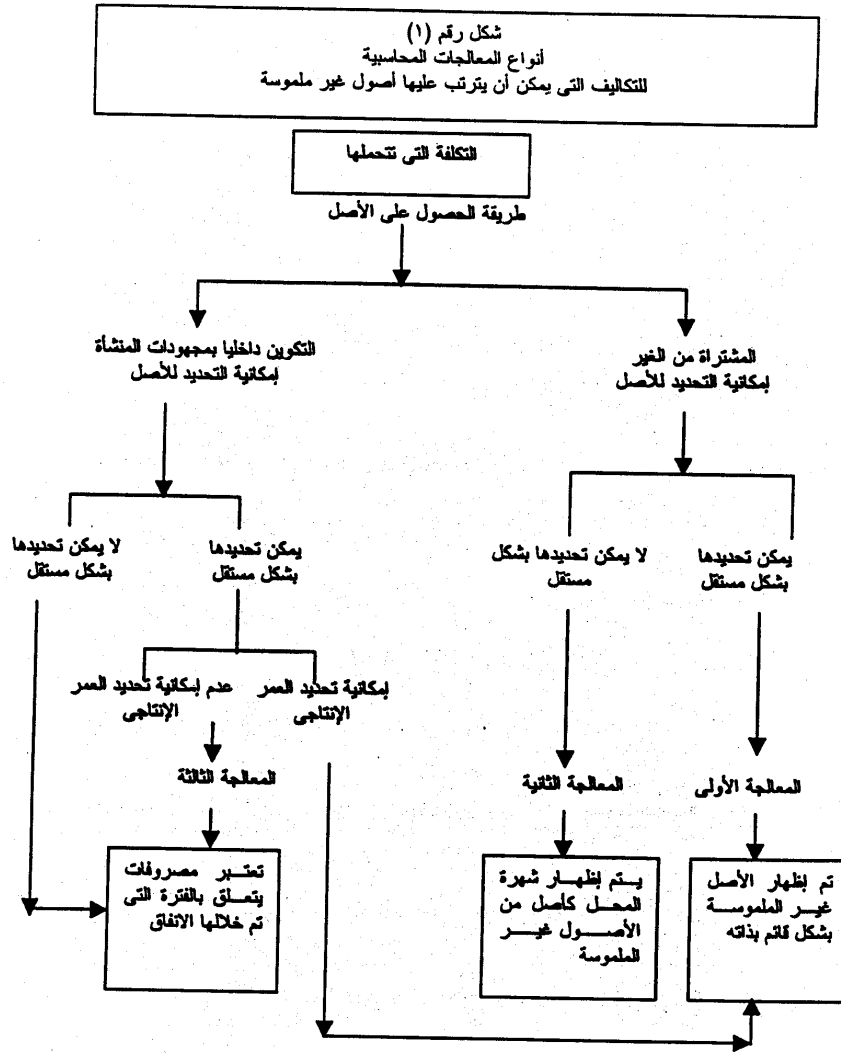 شكل رقم (١)
أنواع المعالجات المحاسبية
للتكاليف التى يمكن أن يترتب عليها أصول غير ملموسة
التكلفة التى تتحملها
طريقة الحصول على الأصل
المشتراة من الغير
إمكانية التحديد للأصل
التكوين داخليا بمجهودات المنشأة
إمكانية التحديد للأصل
يمكن تحديدها
بشكل مستقل
لا يمكن تحديدها بشكل
مستقل
يمكن تحديدها
بشكل مستقل
لا يمكن تحديدها
بشكل مستقل
إمكانية تحديد العمر
الإنتاجى
عدم إمكانية تحديد العمر
الإنتاجى
المعالجة الأولى
المعالجة الثانية
المعالجة الثالثة
تم إظهار الأصل
غير الملموسة
بشكل قائم بذاته
يتم إظهار شهرة
المحل كأصل من
الأصول غير
الملموسة
تعتبر مصروفات
يتعلق بالفترة التى
تم خلالها الاتفاق